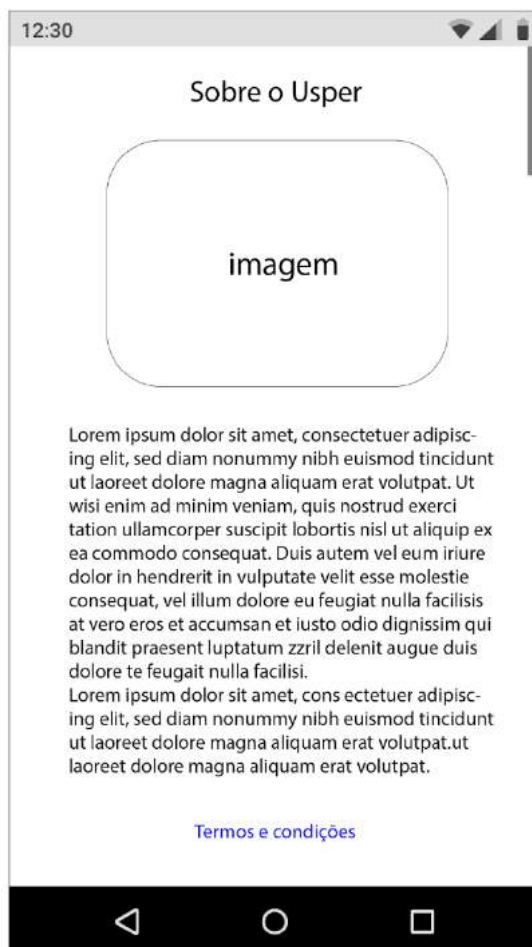 12:30
Sobre o Usper
imagem
Lorem ipsum dolor sit amet, consectetuer adipisc-
ing elit, sed diam nonummy nibh euismod tincidunt
ut laoreet dolore magna aliquam erat volutpat. Ut
wisi enim ad minim veniam, quis nostrud exerci
tation ullamcorper suscipit lobortis nisl ut aliquip ex
ea commodo consequat. Duis autem vel eum iriure
dolor in hendrerit in vulputate velit esse molestie
consequat, vel illum dolore eu feugiat nulla facilisis
at vero eros et accumsan et iusto odio dignissim qui
blandit praesent luptatum zzril delenit augue duis
dolore te feugait nulla facilisi.
Lorem ipsum dolor sit amet, cons ectetuer adipisc-
ing elit, sed diam nonummy nibh euismod tincidunt
ut laoreet dolore magna aliquam erat volutpat.ut
laoreet dolore magna aliquam erat volutpat.
Termos e condições